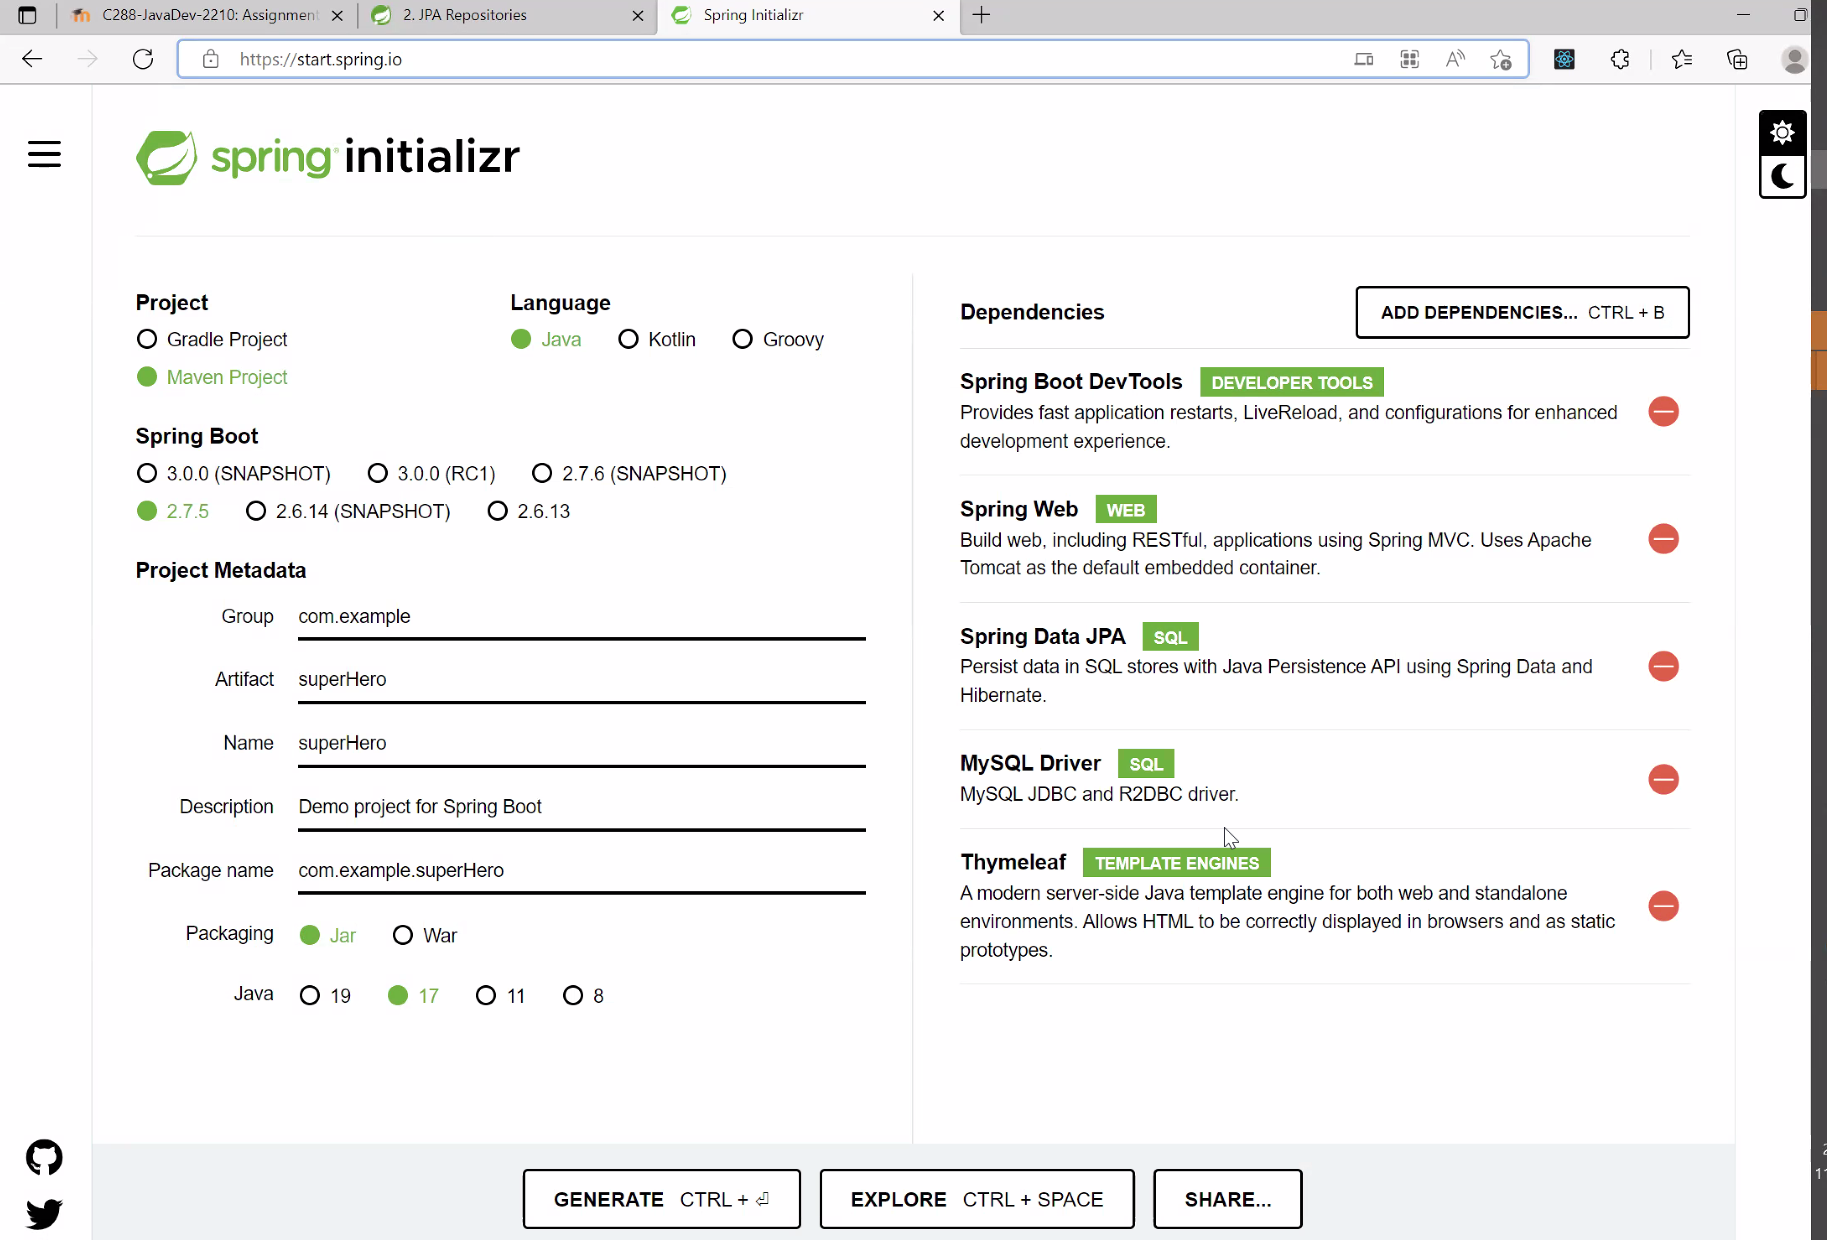 C288-JavaDev-2210: Assignment
2. JPA Repositories
Spring Initializr
https://start.spring.io
spring initializr
Project
Language
Gradle Project
Java
Kotlin
Groovy
Maven Project
Spring Boot
3.0.0 (SNAPSHOT)
3.0.0 (RC1)
2.7.6 (SNAPSHOT)
2.7.5
2.6.14 (SNAPSHOT)
2.6.13
Project Metadata
Group com.example
Artifact superHero
Name superHero
Description Demo project for Spring Boot
Package name com.example.superHero
Packaging Jar War
Java 19 17 11 8
Dependencies
ADD DEPENDENCIES... CTRL + B
Spring Boot DevTools DEVELOPER TOOLS
Provides fast application restarts, LiveReload, and configurations for enhanced
development experience.
Spring Web WEB
Build web, including RESTful, applications using Spring MVC. Uses Apache
Tomcat as the default embedded container.
Spring Data JPA SQL
Persist data in SQL stores with Java Persistence API using Spring Data and
Hibernate.
MySQL Driver SQL
MySQL JDBC and R2DBC driver.
Thymeleaf TEMPLATE ENGINES
A modern server-side Java template engine for both web and standalone
environments. Allows HTML to be correctly displayed in browsers and as static
prototypes.
GENERATE CTRL + ⏎
EXPLORE CTRL + SPACE
SHARE...